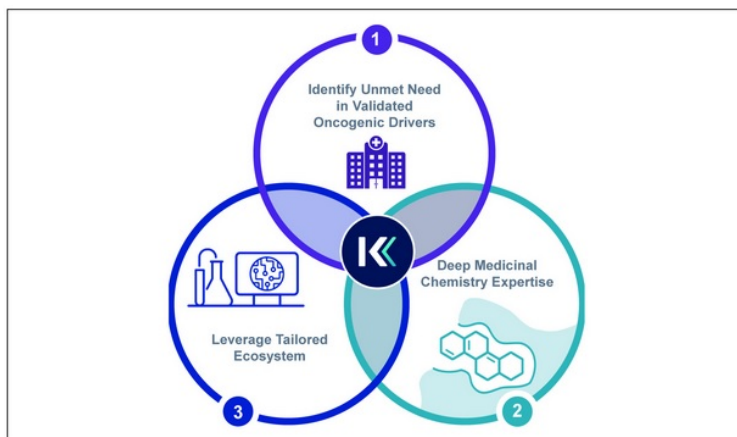 1
Identify Unmet Need
in Validated
Oncogenic Drivers
K
Deep Medicinal
Chemistry Expertise
Leverage Tailored
Ecosystem
3
2